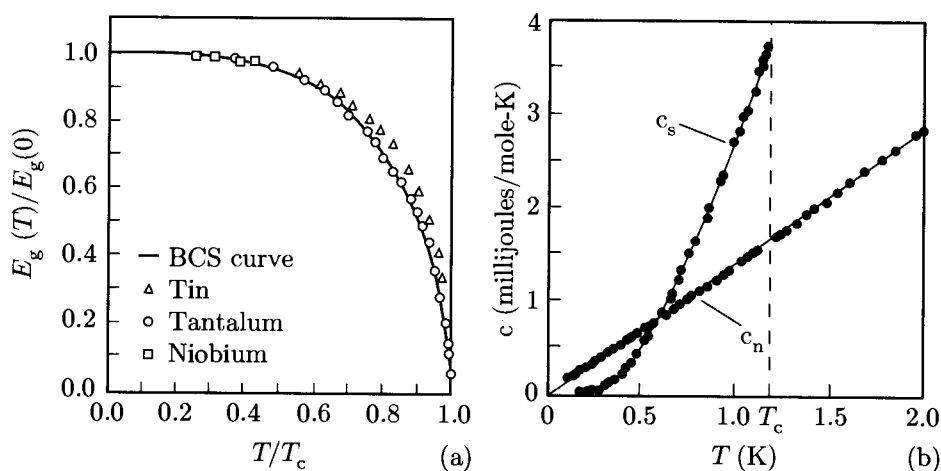 E_g(T)/E_g(0)
1.0
0.8
0.6
0.4
0.2
0.0
BCS curve
Tin
Tantalum
Niobium
0.0 0.2 0.4 0.6 0.8 1.0
T/T_c
(a)
c (millijoules/mole-K)
4
3
2
1
0
c_s
c_n
0 0.5 1.0 T_c 1.5 2.0
T (K)
(b)